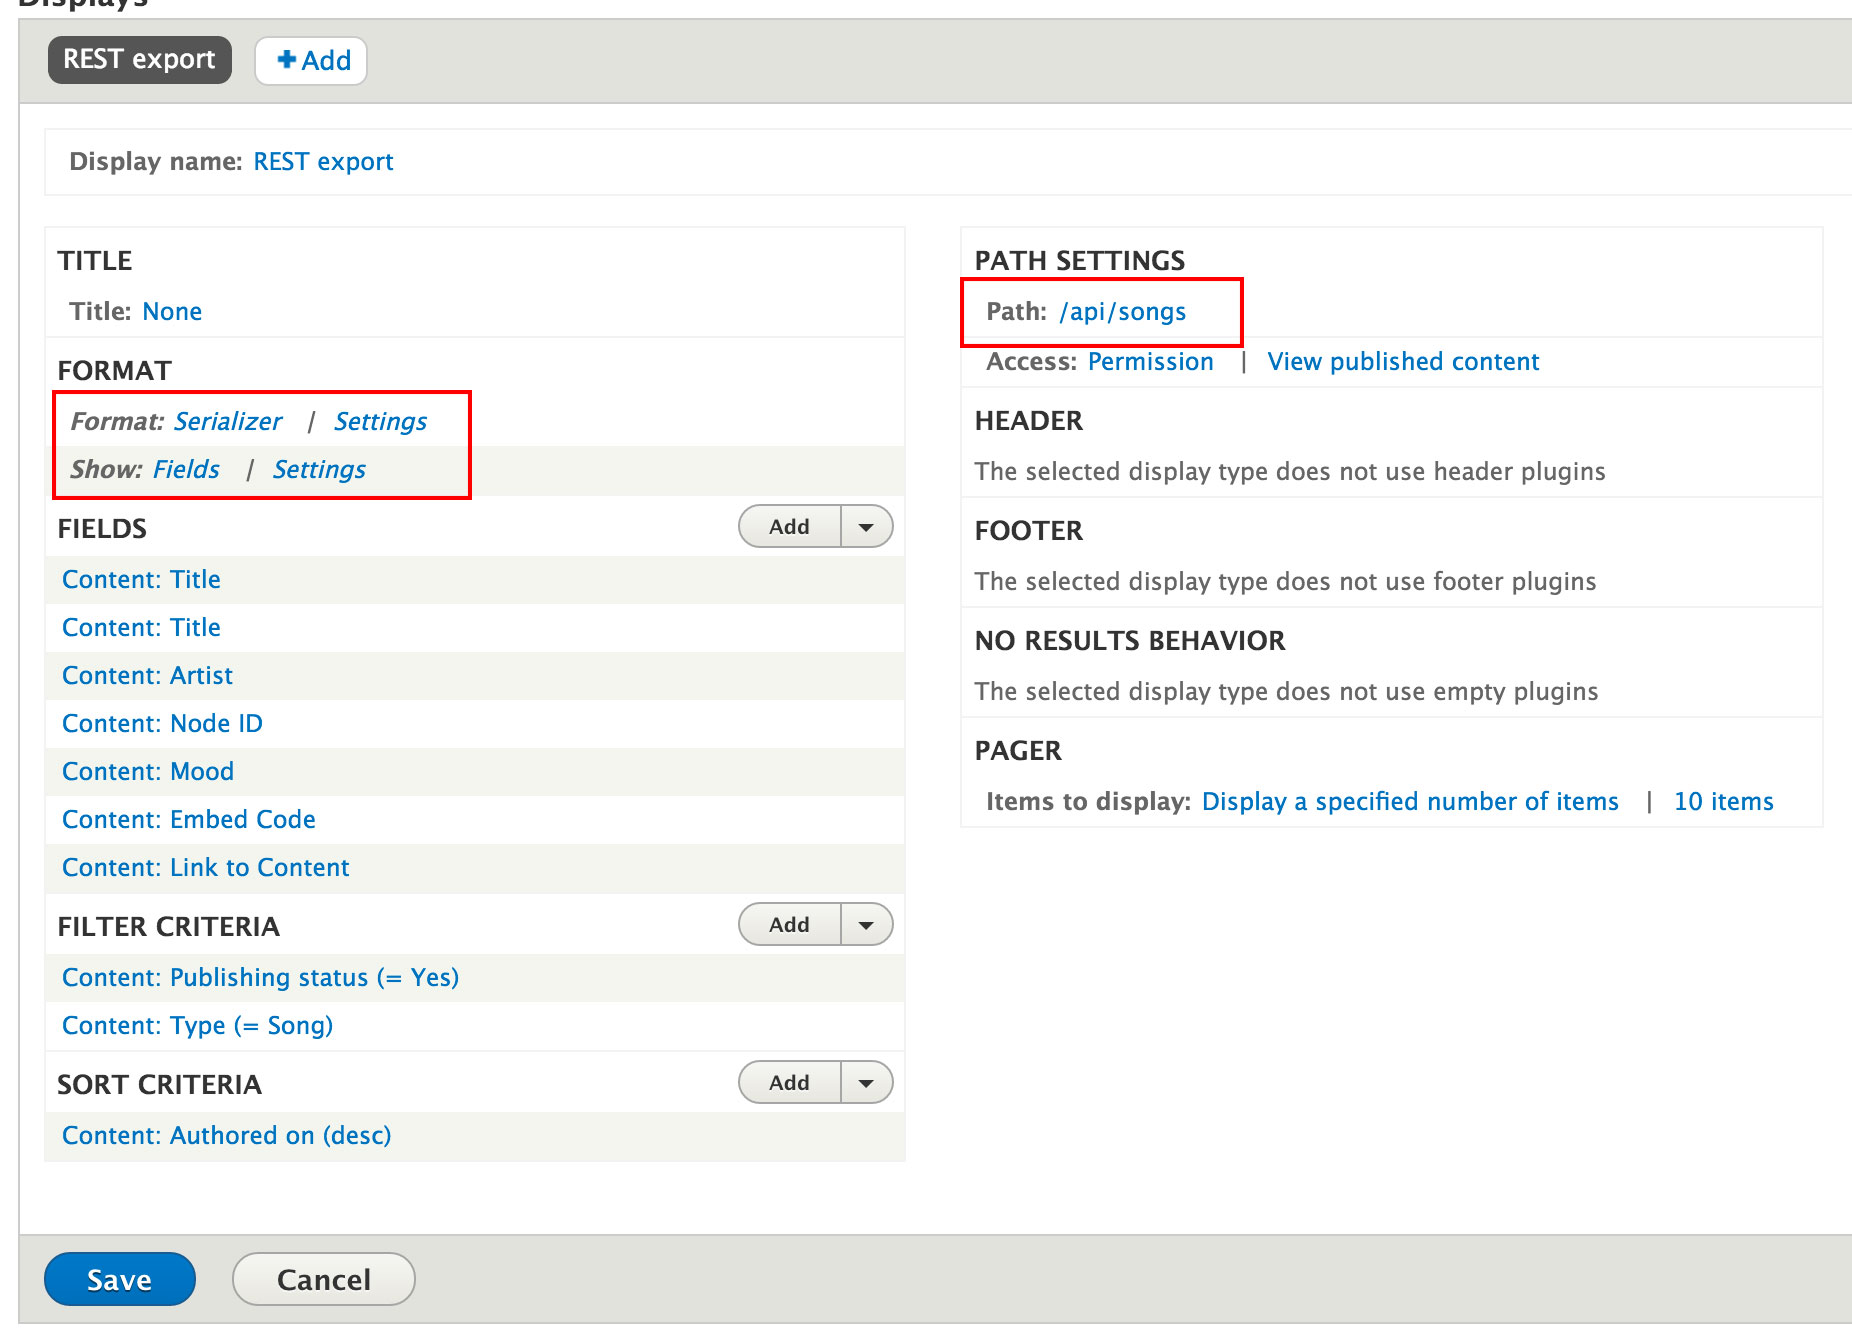 Displays
REST export
+Add
Display name: REST export
TITLE
Title: None
FORMAT
Format: Serializer | Settings
Show: Fields | Settings
FIELDS
Add
Content: Title
Content: Title
Content: Artist
Content: Node ID
Content: Mood
Content: Embed Code
Content: Link to Content
FILTER CRITERIA
Add
Content: Publishing status (= Yes)
Content: Type (= Song)
SORT CRITERIA
Add
Content: Authored on (desc)
PATH SETTINGS
Path: /api/songs
Access: Permission | View published content
HEADER
The selected display type does not use header plugins
FOOTER
The selected display type does not use footer plugins
NO RESULTS BEHAVIOR
The selected display type does not use empty plugins
PAGER
Items to display: Display a specified number of items | 10 items
Save
Cancel